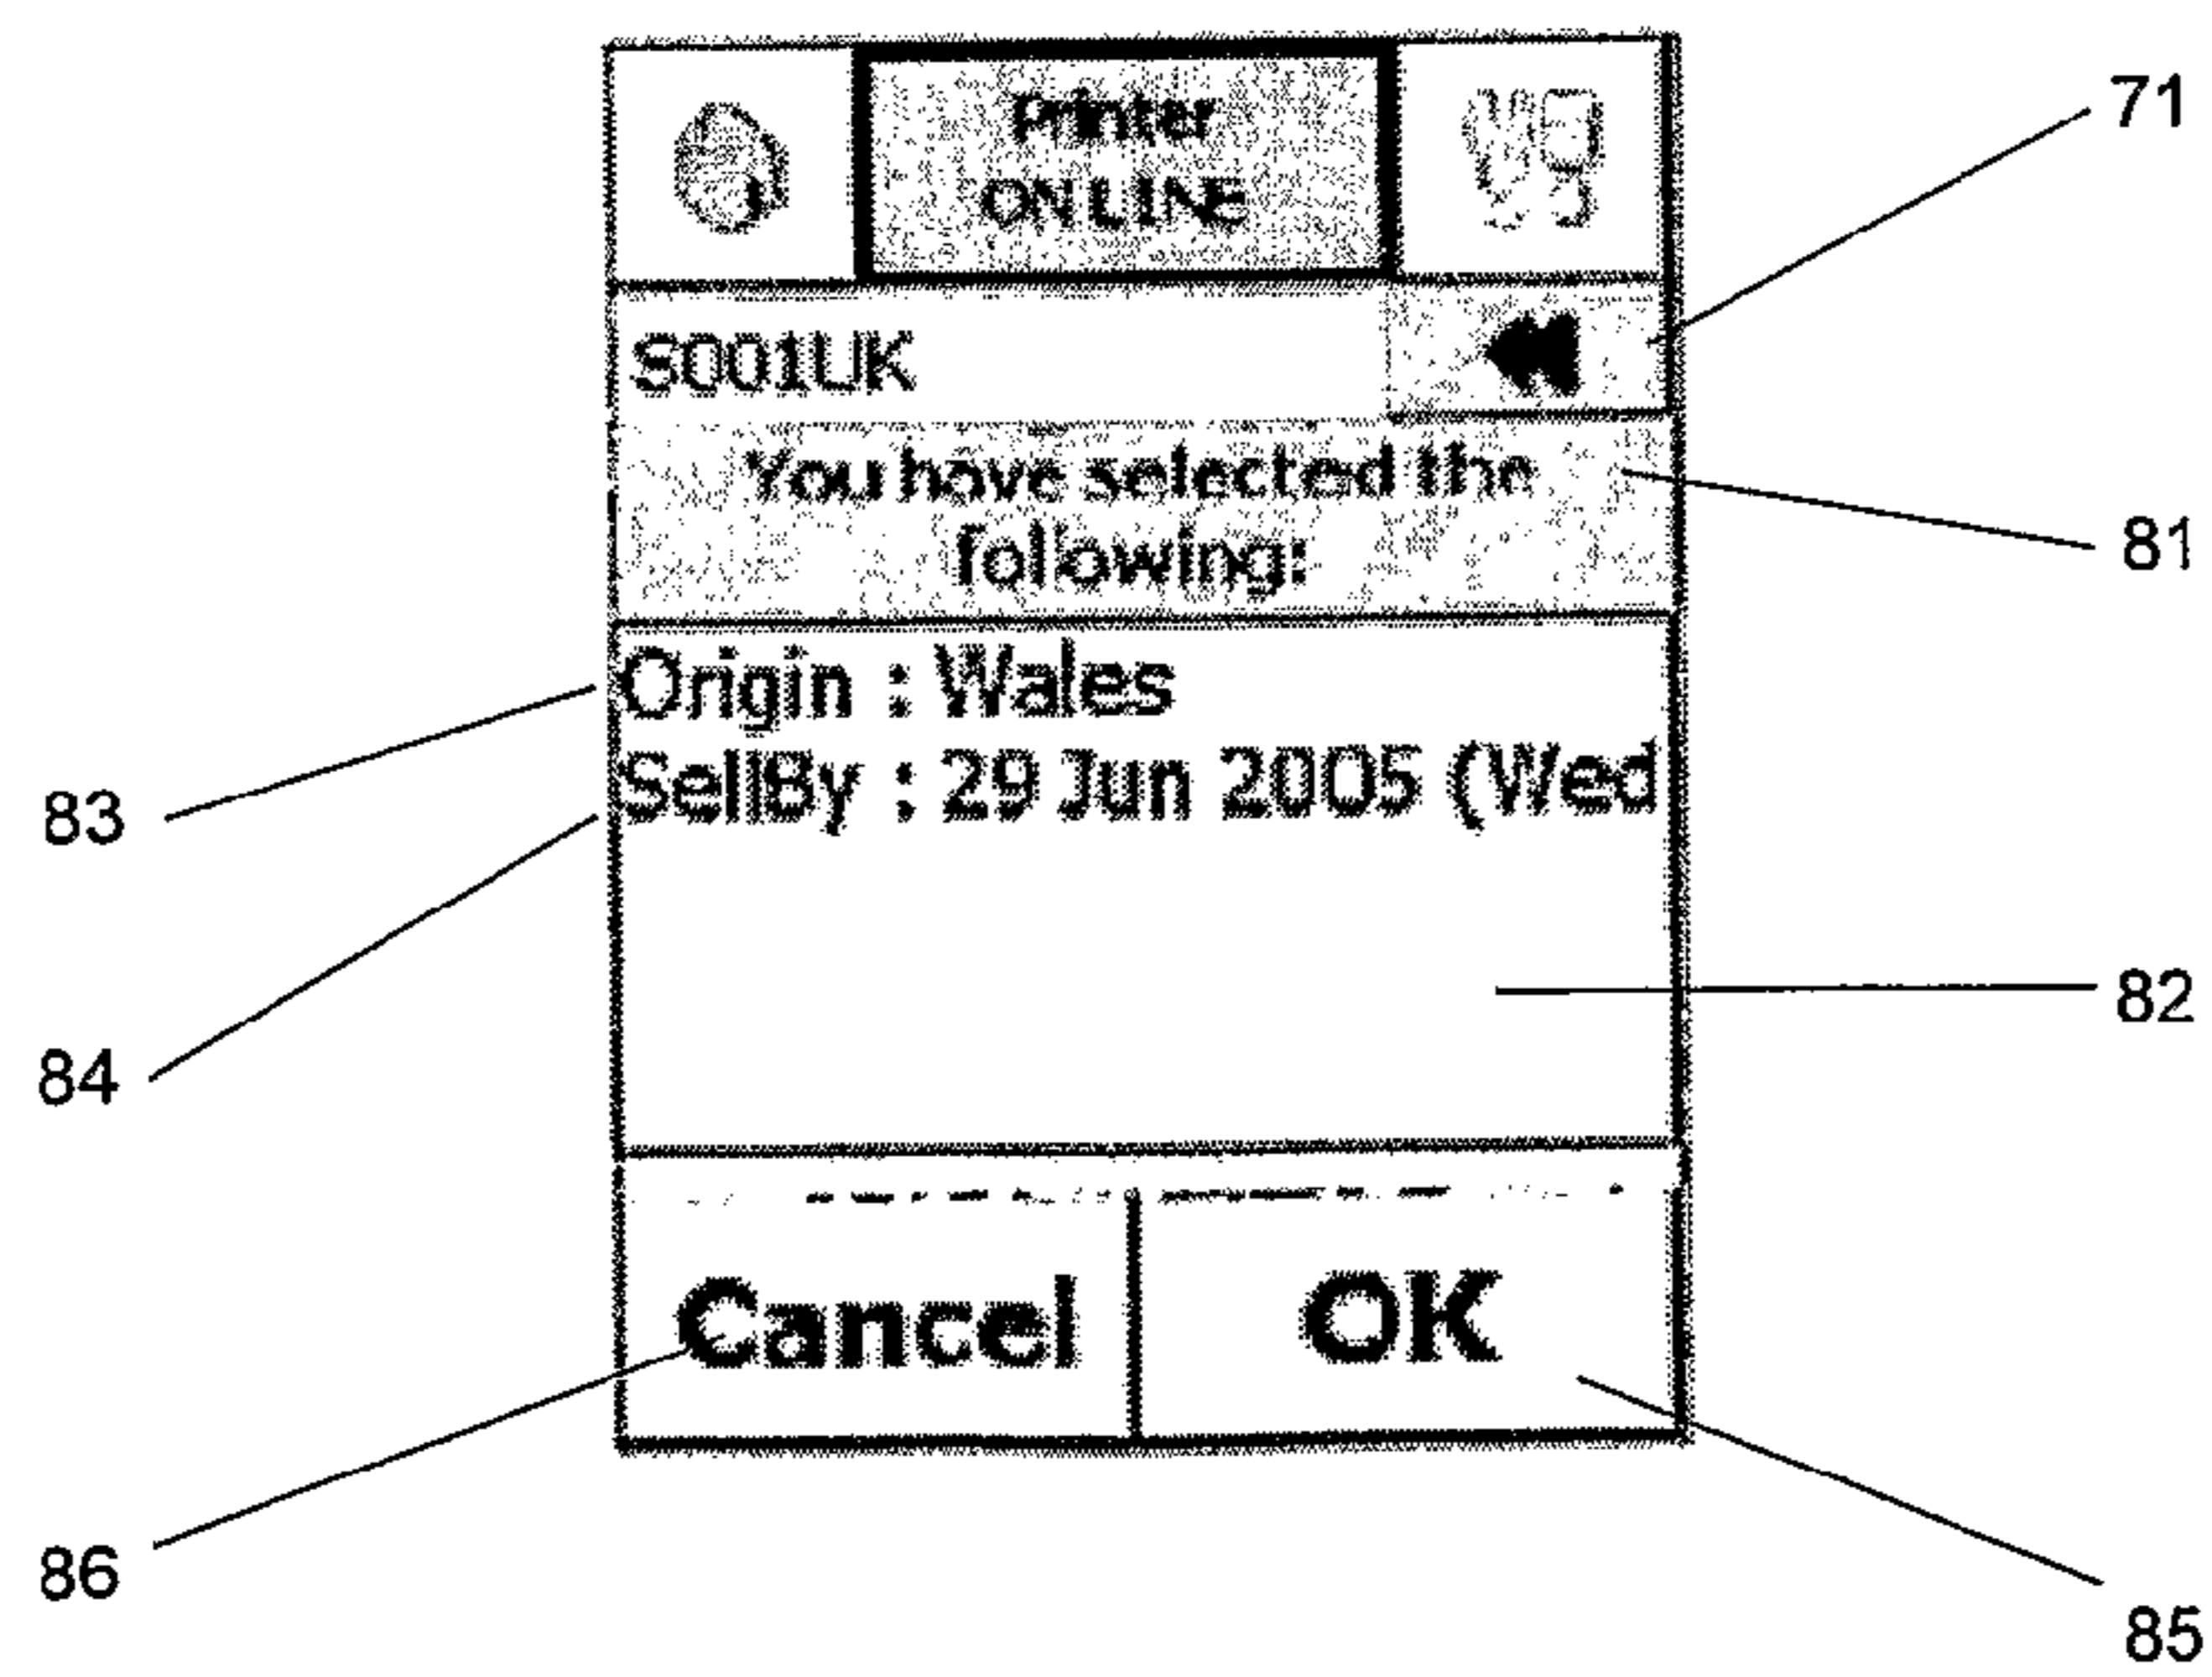 Printer
ONLINE
S001UK
You have selected the
following:
Origin : Wales
SellBy : 29 Jun 2005 (Wed
Cancel
OK
71
81
83
84
82
86
85